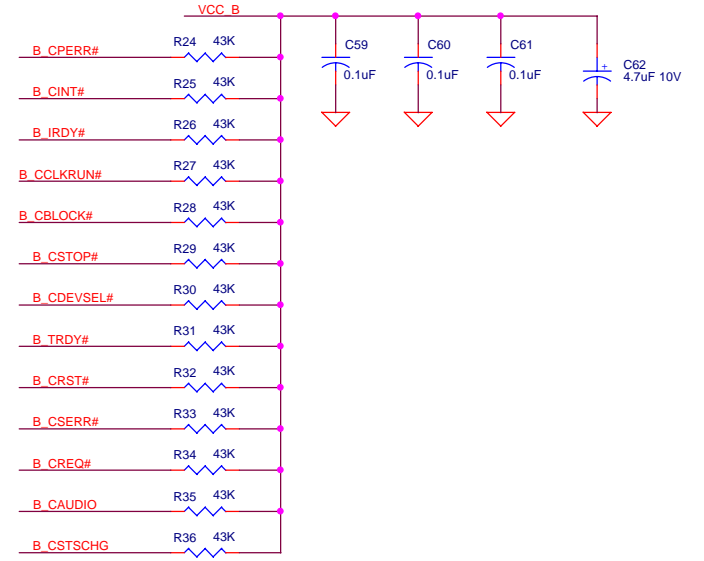 VCC_B
C59
0.1uF
C60
0.1uF
C61
0.1uF
+
C62
4.7uF 10V
B_CPERR# R24 43K
B_CINT# R25 43K
B_IRDY# R26 43K
B_CCLKRUN# R27 43K
B_CBLOCK# R28 43K
B_CSTOP# R29 43K
B_CDEVSEL# R30 43K
B_TRDY# R31 43K
B_CRST# R32 43K
B_CSERR# R33 43K
B_CREQ# R34 43K
B_CAUDIO R35 43K
B_CSTSCHG R36 43K